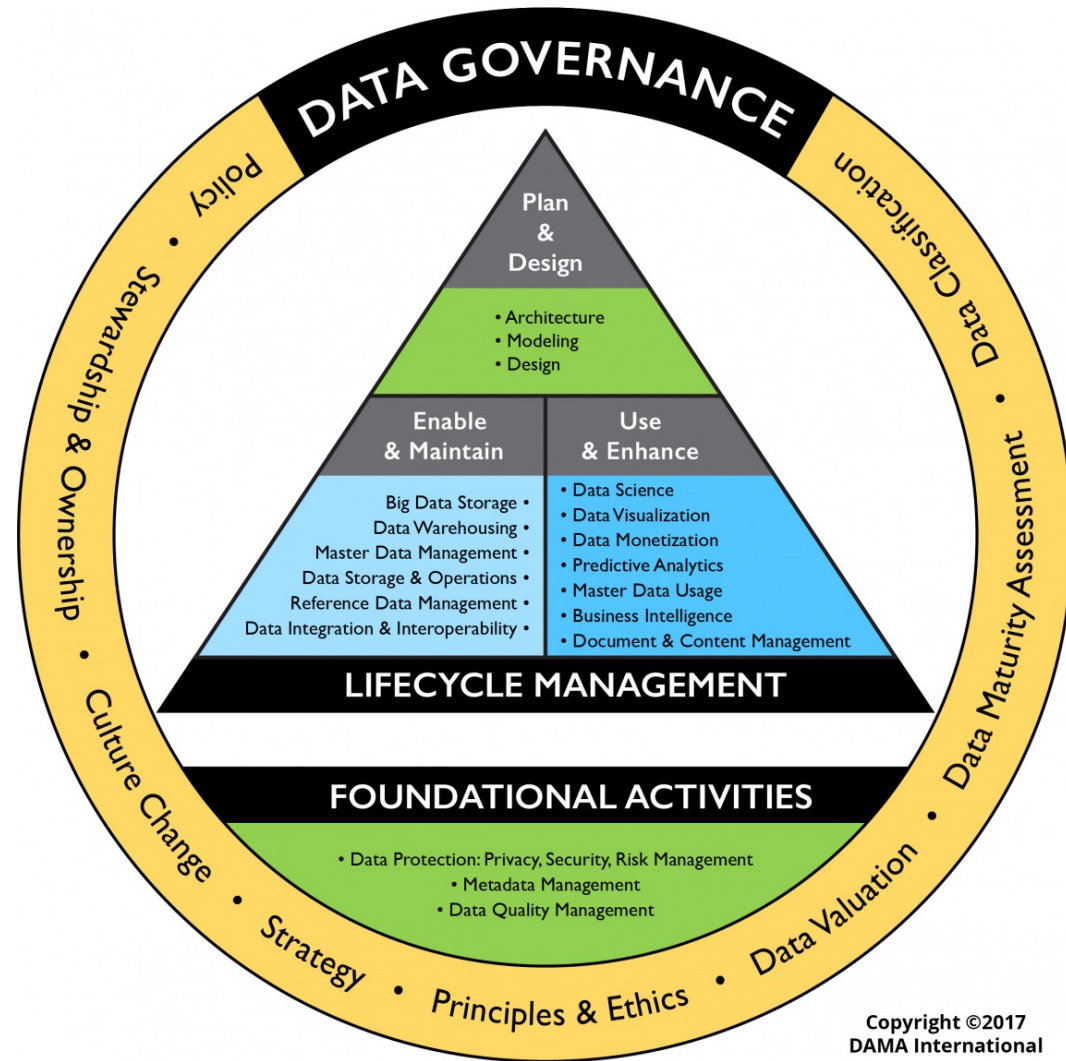 DATA GOVERNANCE
Policy • Stewardship & Ownership • Culture Change • Strategy • Principles & Ethics • Data Valuation • Data Maturity Assessment • Data Classification
Plan
&
Design
• Architecture
• Modeling
• Design
Enable
& Maintain
Big Data Storage •
Data Warehousing •
Master Data Management •
Data Storage & Operations •
Reference Data Management •
Data Integration & Interoperability •
Use
& Enhance
• Data Science
• Data Visualization
• Data Monetization
• Predictive Analytics
• Master Data Usage
• Business Intelligence
• Document & Content Management
LIFECYCLE MANAGEMENT
FOUNDATIONAL ACTIVITIES
• Data Protection: Privacy, Security, Risk Management
• Metadata Management
• Data Quality Management
Copyright ©2017
DAMA International